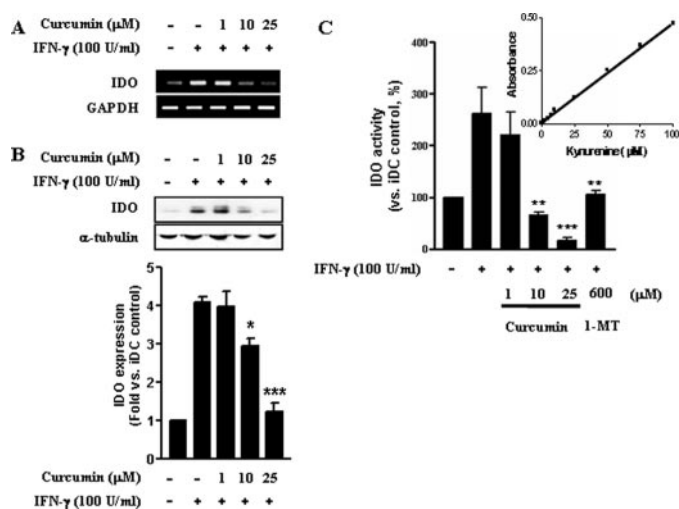 A
Curcumin (μM) - - 1 10 25
IFN-γ (100 U/ml) - + + + +
IDO
GAPDH
B
Curcumin (μM) - - 1 10 25
IFN-γ (100 U/ml) - + + + +
IDO
α-tubulin
IDO expression
(Fold vs. iDC control)
5
4
3
2
1
0
*
***
Curcumin (μM) - - 1 10 25
IFN-γ (100 U/ml) - + + + +
C
IDO activity
(vs. iDC control, %)
400
300
200
100
0
**
***
**
Absorbance
0.50
0.25
0.00
0 25 50 75 100
Kynurenine (μM)
IFN-γ (100 U/ml) - + + + + +
1 10 25 600 (μM)
Curcumin 1-MT